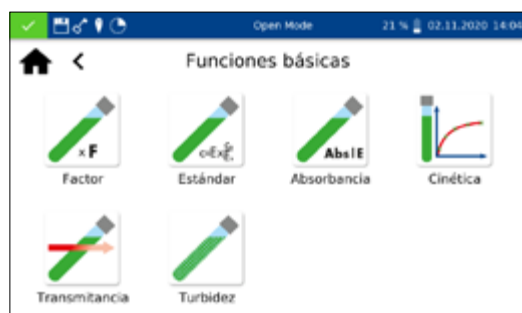 Open Mode 21 % 02.11.2020 14:04
Funciones básicas
x F Abs|E
Factor Estándar Absorbancia Cinética
Transmitancia Turbidez